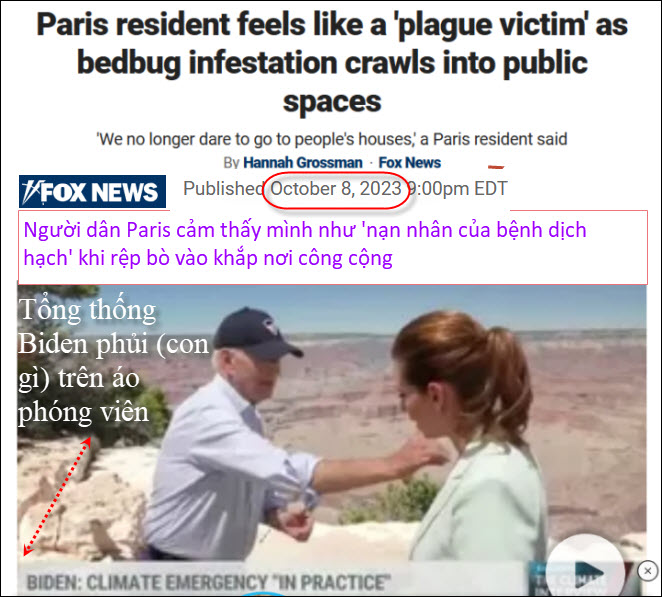 Paris resident feels like a 'plague victim' as
bedbug infestation crawls into public
spaces
'We no longer dare to go to people's houses,' a Paris resident said
By Hannah Grossman · Fox News
FOX NEWS
Published October 8, 2023 9:00pm EDT
Người dân Paris cảm thấy mình như 'nạn nhân của bệnh dịch
hạch' khi rệp bò vào khắp nơi công cộng
Tổng thống
Biden phủi (con
gì) trên áo
phóng viên
BIDEN: CLIMATE EMERGENCY "IN PRACTICE"
THE CLIMATE
INTERVIEW